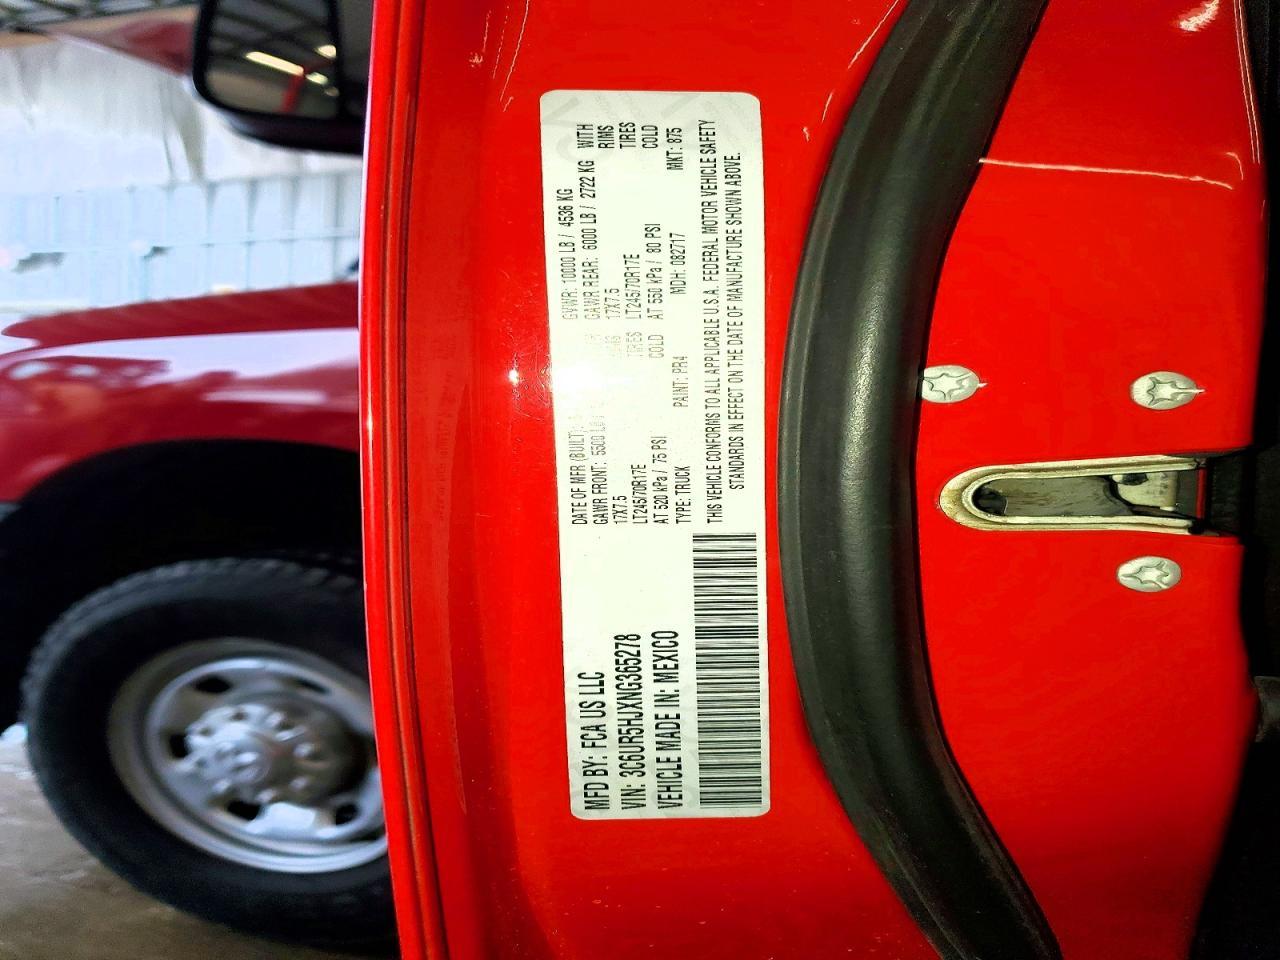 MFD BY: FCA US LLC
VIN: 3C6UR5HJXNG365278
VEHICLE MADE IN: MEXICO
DATE OF MFR (BUILT): GVWR: 10000 LB / 4536 KG
GAWR FRONT: 5500 LB / GAWR REAR: 6000 LB / 2722 KG WITH
17X7.5 17X7.5 RIMS
LT245/70R17E TIRES LT245/70R17E TIRES
AT 520 kPa / 75 PSI COLD AT 550 kPa / 80 PSI COLD
TYPE: TRUCK PAINT: PR4 MDH: 082717 MKT: 875
THIS VEHICLE CONFORMS TO ALL APPLICABLE U.S.A. FEDERAL MOTOR VEHICLE SAFETY
STANDARDS IN EFFECT ON THE DATE OF MANUFACTURE SHOWN ABOVE.